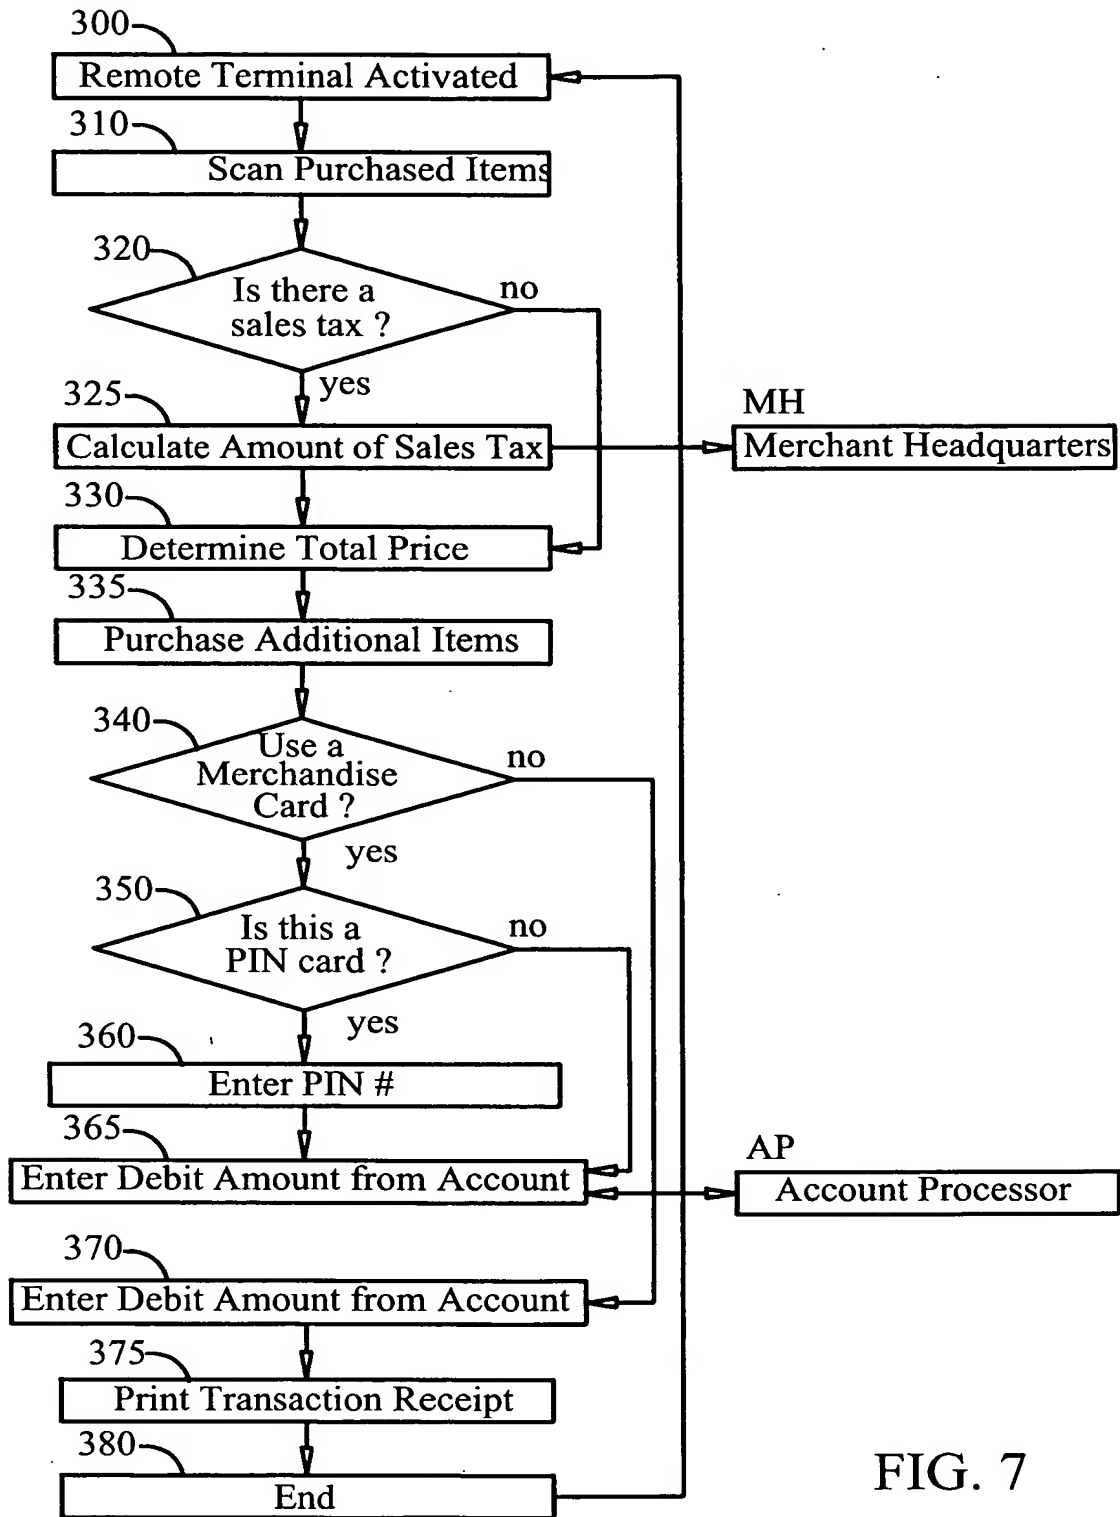 300
Remote Terminal Activated
310
Scan Purchased Items
320
Is there a
sales tax ?
no
yes
325
Calculate Amount of Sales Tax
MH
Merchant Headquarters
330
Determine Total Price
335
Purchase Additional Items
340
Use a
Merchandise
Card ?
no
yes
350
Is this a
PIN card ?
no
yes
360
Enter PIN #
365
Enter Debit Amount from Account
AP
Account Processor
370
Enter Debit Amount from Account
375
Print Transaction Receipt
380
End
FIG. 7